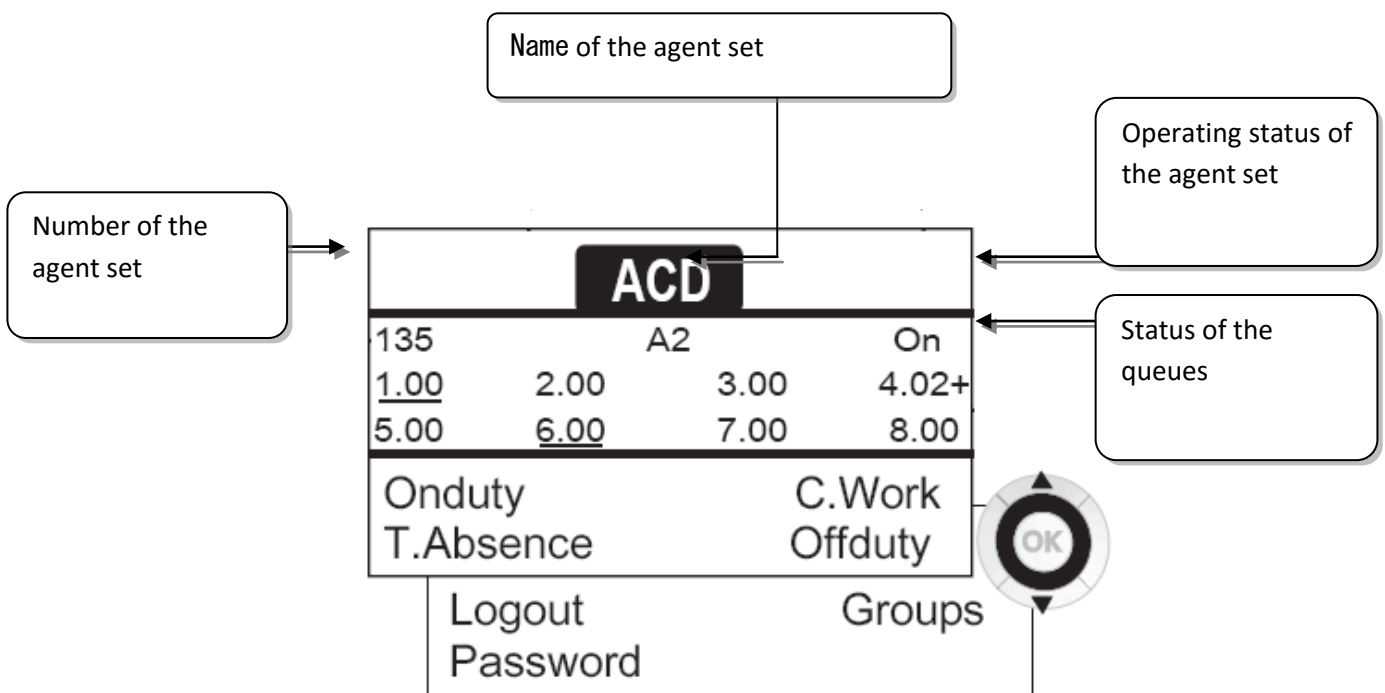 Name of the agent set
Operating status of
the agent set
Number of the
agent set
ACD
Status of the
queues
135 A2 On
1.00 2.00 3.00 4.02+
5.00 6.00 7.00 8.00
Onduty C.Work
T.Absence Offduty
OK
Logout Groups
Password